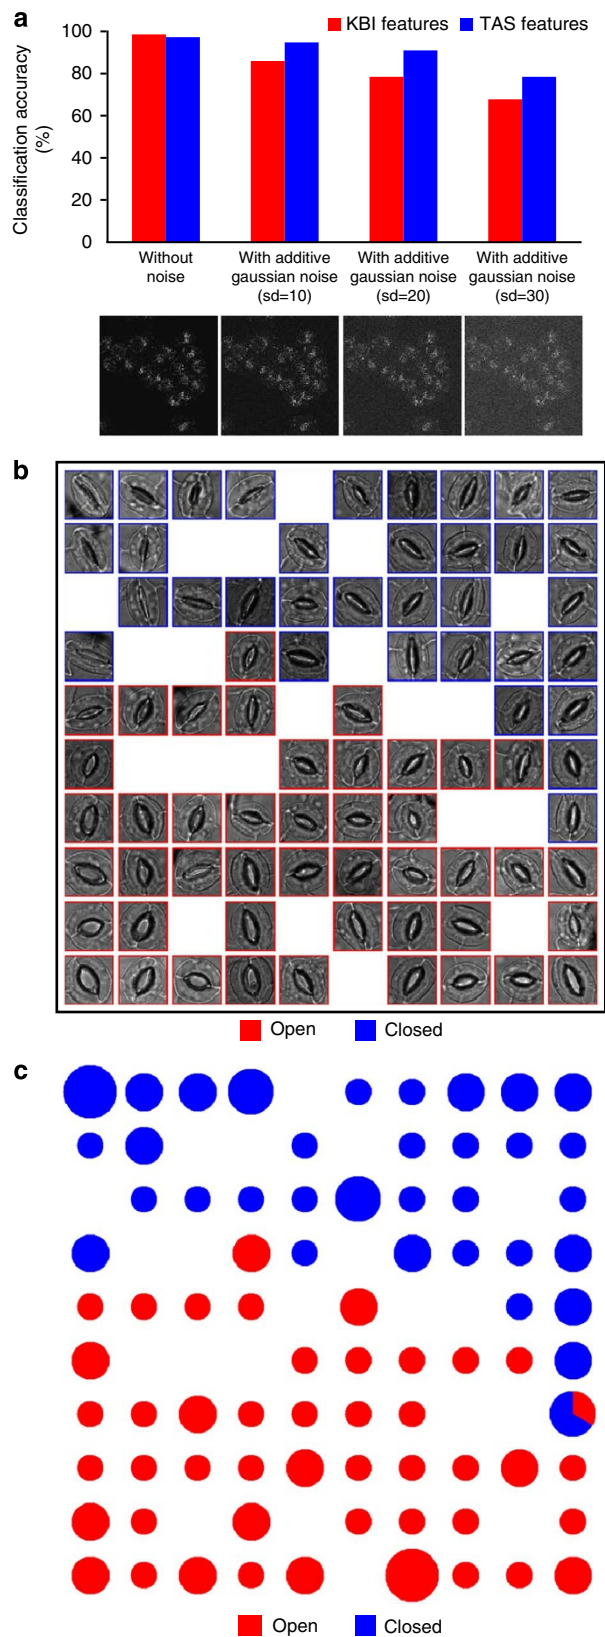 a
KBI features
TAS features
Classification accuracy
(%)
100
80
60
40
20
0
Without
noise
With additive
gaussian noise
(sd=10)
With additive
gaussian noise
(sd=20)
With additive
gaussian noise
(sd=30)
b
Open
Closed
c
Open
Closed